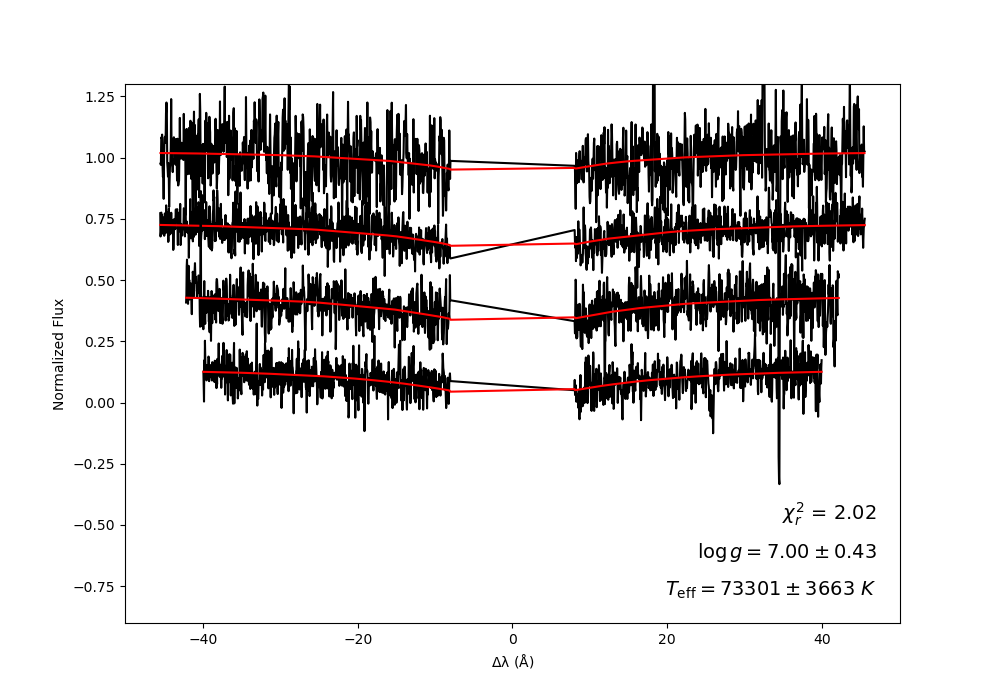 1.25
1.00
0.75
0.50
0.25
0.00
−0.25
−0.50
−0.75
Normalized Flux
χ²ᵣ = 2.02
log g = 7.00 ± 0.43
T_eff = 73301 ± 3663 K
−40 −20 0 20 40
Δλ (Å)